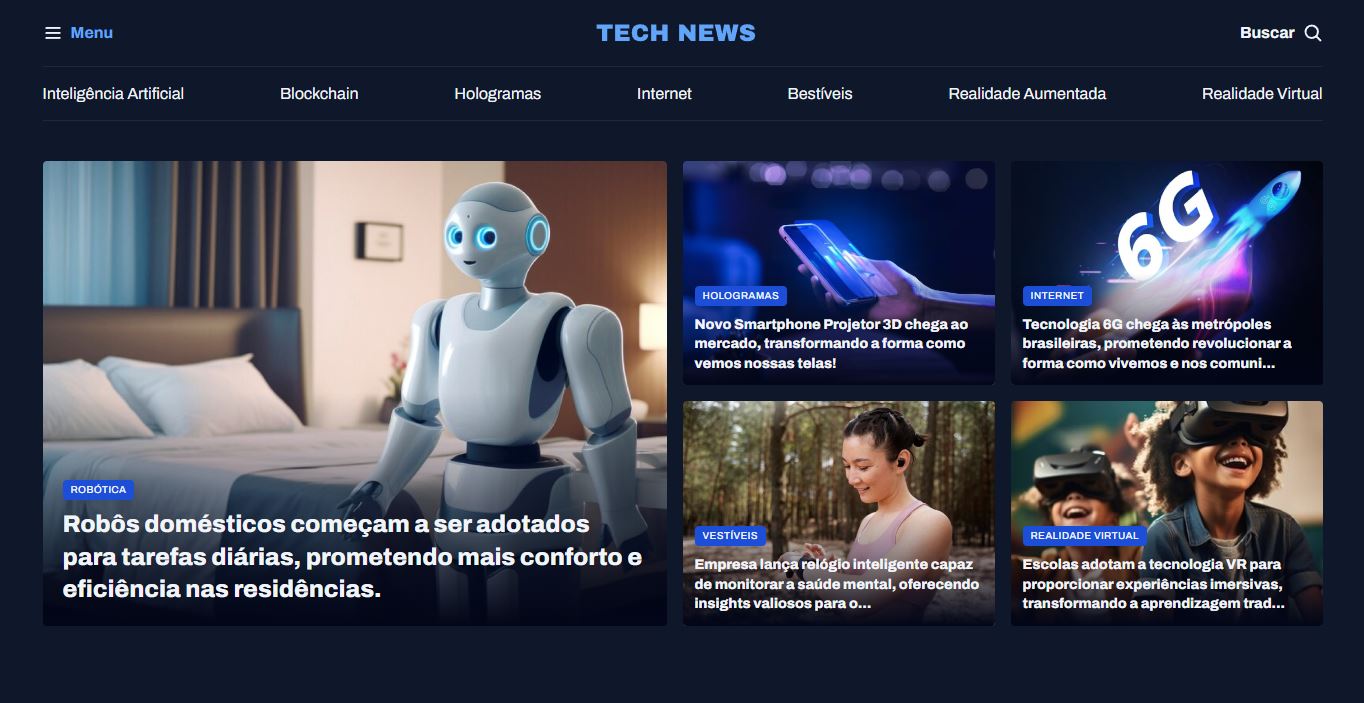 Menu
TECH NEWS
Buscar
Inteligência Artificial
Blockchain
Hologramas
Internet
Bestíveis
Realidade Aumentada
Realidade Virtual
ROBÓTICA
Robôs domésticos começam a ser adotados
para tarefas diárias, prometendo mais conforto e
eficiência nas residências.
HOLOGRAMAS
Novo Smartphone Projetor 3D chega ao
mercado, transformando a forma como
vemos nossas telas!
6G
INTERNET
Tecnologia 6G chega às metrópoles
brasileiras, prometendo revolucionar a
forma como vivemos e nos comuni...
VESTÍVEIS
Empresa lança relógio inteligente capaz
de monitorar a saúde mental, oferecendo
insights valiosos para o...
REALIDADE VIRTUAL
Escolas adotam a tecnologia VR para
proporcionar experiências imersivas,
transformando a aprendizagem trad...